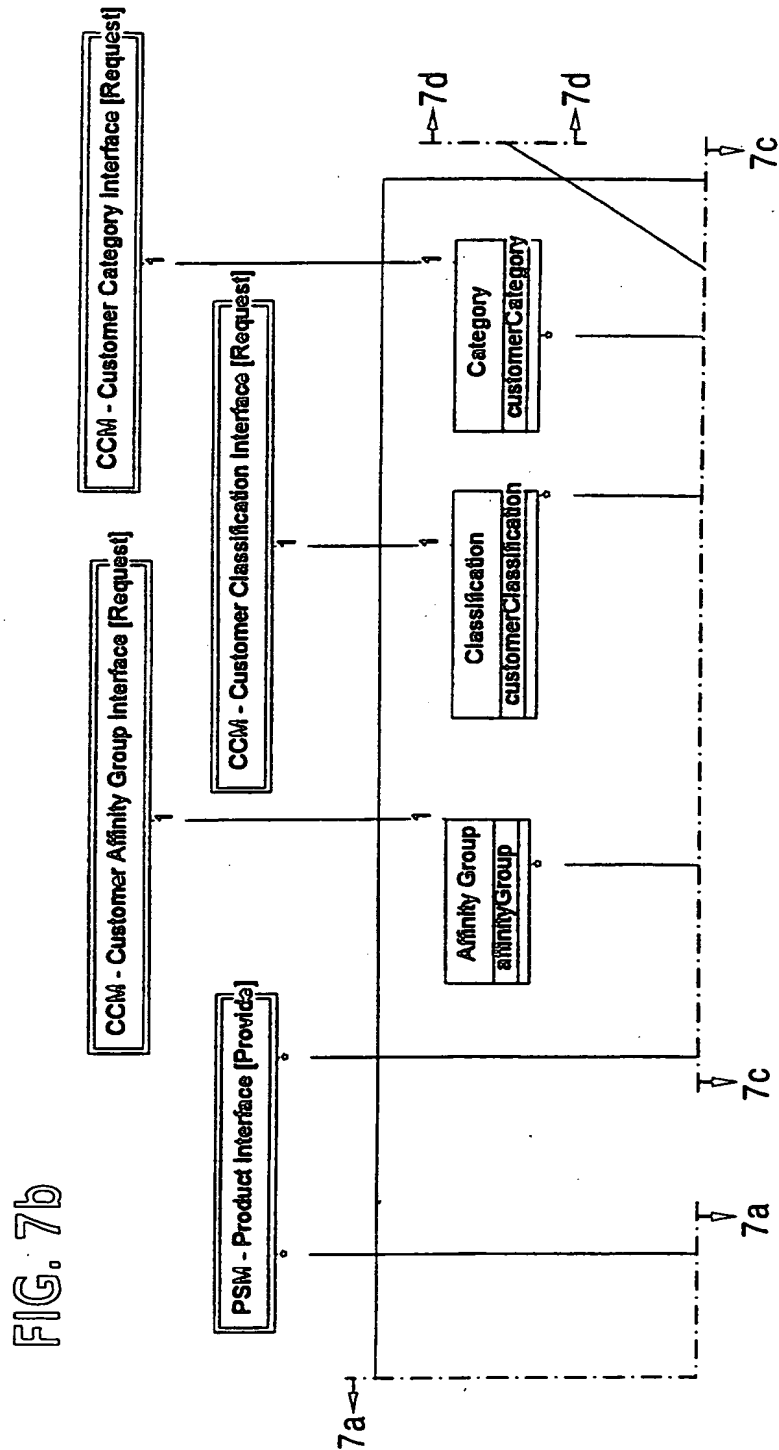 FIG. 7b
CCM - Customer Category Interface [Request]
CCM - Customer Affinity Group Interface [Request]
CCM - Customer Classification Interface [Request]
PSM - Product Interface [Provide]
1
1
1
1
1
1
Affinity Group
affinityGroup
Classification
customerClassification
Category
customerCategory
7a
7a
7c
7c
7d
7d